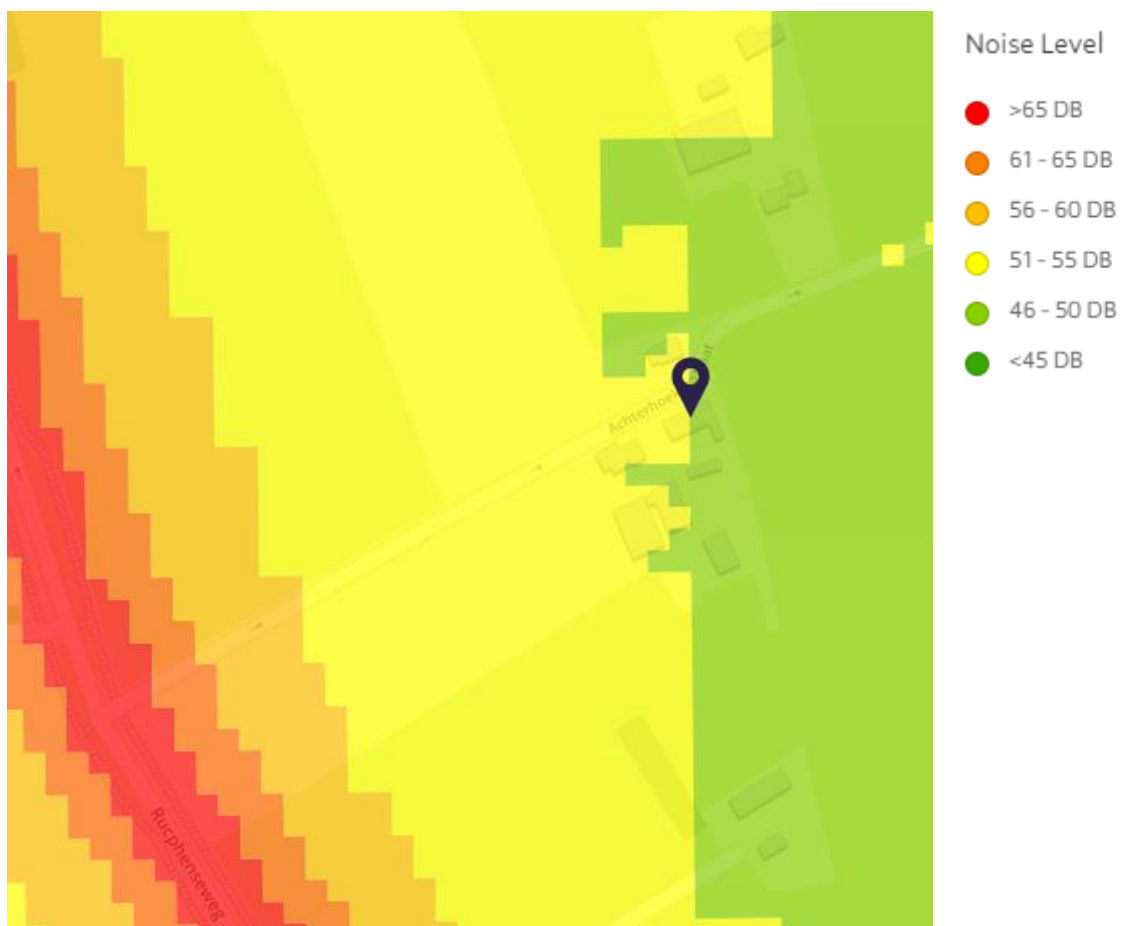 Noise Level
>65 DB
61 - 65 DB
56 - 60 DB
51 - 55 DB
46 - 50 DB
<45 DB
Rucphenseweg